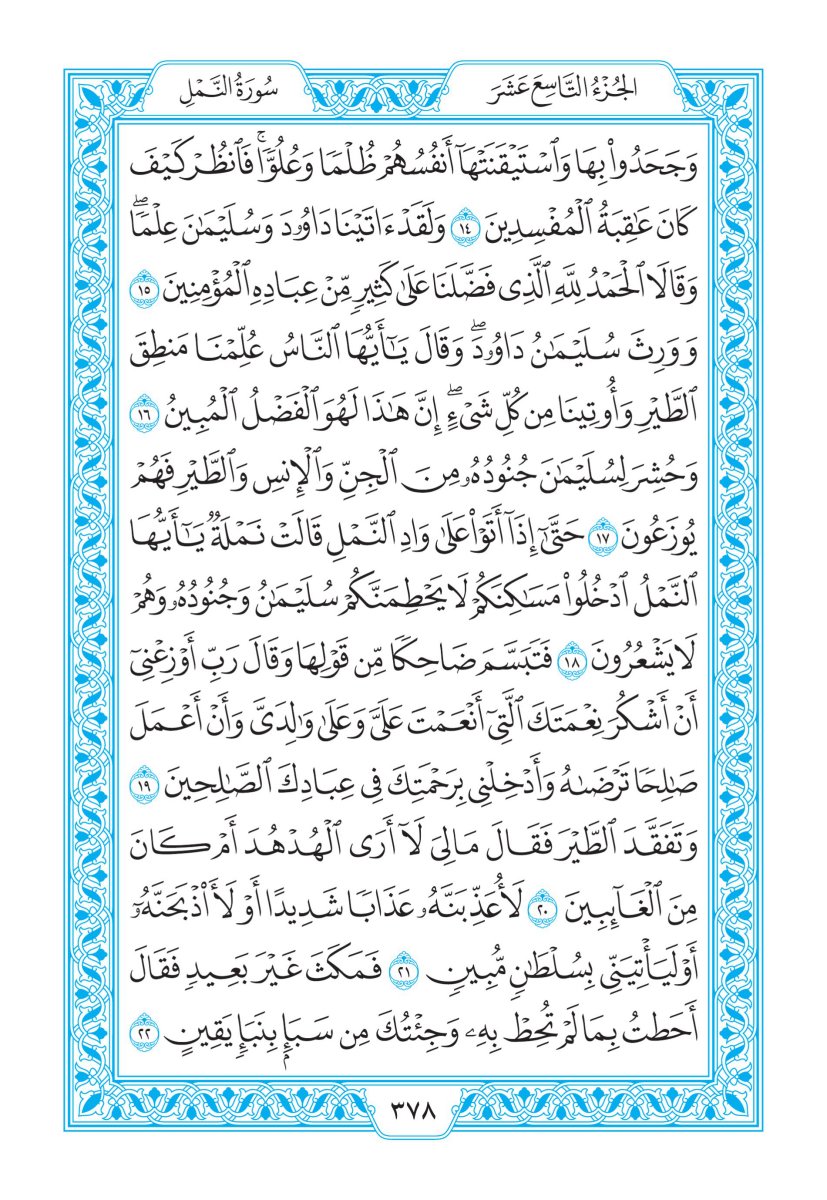 الجُزْءُ التَّاسِعَ عَشَرَ
سُورَةُ النَّمْلِ
وَجَحَدُواْ بِهَا وَٱسۡتَيۡقَنَتۡهَآ أَنفُسُهُمۡ ظُلۡمٗا وَعُلُوّٗاۚ فَٱنظُرۡ كَيۡفَ
كَانَ عَٰقِبَةُ ٱلۡمُفۡسِدِينَ ١٤ وَلَقَدۡ ءَاتَيۡنَا دَاوُۥدَ وَسُلَيۡمَٰنَ عِلۡمٗاۖ
وَقَالَا ٱلۡحَمۡدُ لِلَّهِ ٱلَّذِي فَضَّلَنَا عَلَىٰ كَثِيرٖ مِّنۡ عِبَادِهِ ٱلۡمُؤۡمِنِينَ ١٥
وَوَرِثَ سُلَيۡمَٰنُ دَاوُۥدَۖ وَقَالَ يَٰٓأَيُّهَا ٱلنَّاسُ عُلِّمۡنَا مَنطِقَ
ٱلطَّيۡرِ وَأُوتِينَا مِن كُلِّ شَيۡءٍۖ إِنَّ هَٰذَا لَهُوَ ٱلۡفَضۡلُ ٱلۡمُبِينُ ١٦
وَحُشِرَ لِسُلَيۡمَٰنَ جُنُودُهُۥ مِنَ ٱلۡجِنِّ وَٱلۡإِنسِ وَٱلطَّيۡرِ فَهُمۡ
يُوزَعُونَ ١٧ حَتَّىٰٓ إِذَآ أَتَوۡاْ عَلَىٰ وَادِ ٱلنَّمۡلِ قَالَتۡ نَمۡلَةٞ يَٰٓأَيُّهَا
ٱلنَّمۡلُ ٱدۡخُلُواْ مَسَٰكِنَكُمۡ لَا يَحۡطِمَنَّكُمۡ سُلَيۡمَٰنُ وَجُنُودُهُۥ وَهُمۡ
لَا يَشۡعُرُونَ ١٨ فَتَبَسَّمَ ضَاحِكٗا مِّن قَوۡلِهَا وَقَالَ رَبِّ أَوۡزِعۡنِيٓ
أَنۡ أَشۡكُرَ نِعۡمَتَكَ ٱلَّتِيٓ أَنۡعَمۡتَ عَلَيَّ وَعَلَىٰ وَٰلِدَيَّ وَأَنۡ أَعۡمَلَ
صَٰلِحٗا تَرۡضَىٰهُ وَأَدۡخِلۡنِي بِرَحۡمَتِكَ فِي عِبَادِكَ ٱلصَّٰلِحِينَ ١٩
وَتَفَقَّدَ ٱلطَّيۡرَ فَقَالَ مَالِيَ لَآ أَرَى ٱلۡهُدۡهُدَ أَمۡ كَانَ
مِنَ ٱلۡغَآئِبِينَ ٢٠ لَأُعَذِّبَنَّهُۥ عَذَابٗا شَدِيدًا أَوۡ لَأَاْذۡبَحَنَّهُۥٓ
أَوۡ لَيَأۡتِيَنِّي بِسُلۡطَٰنٖ مُّبِينٖ ٢١ فَمَكَثَ غَيۡرَ بَعِيدٖ فَقَالَ
أَحَطتُ بِمَا لَمۡ تُحِطۡ بِهِۦ وَجِئۡتُكَ مِن سَبَإِۭ بِنَبَإٖ يَقِينٍ ٢٢
٣٧٨